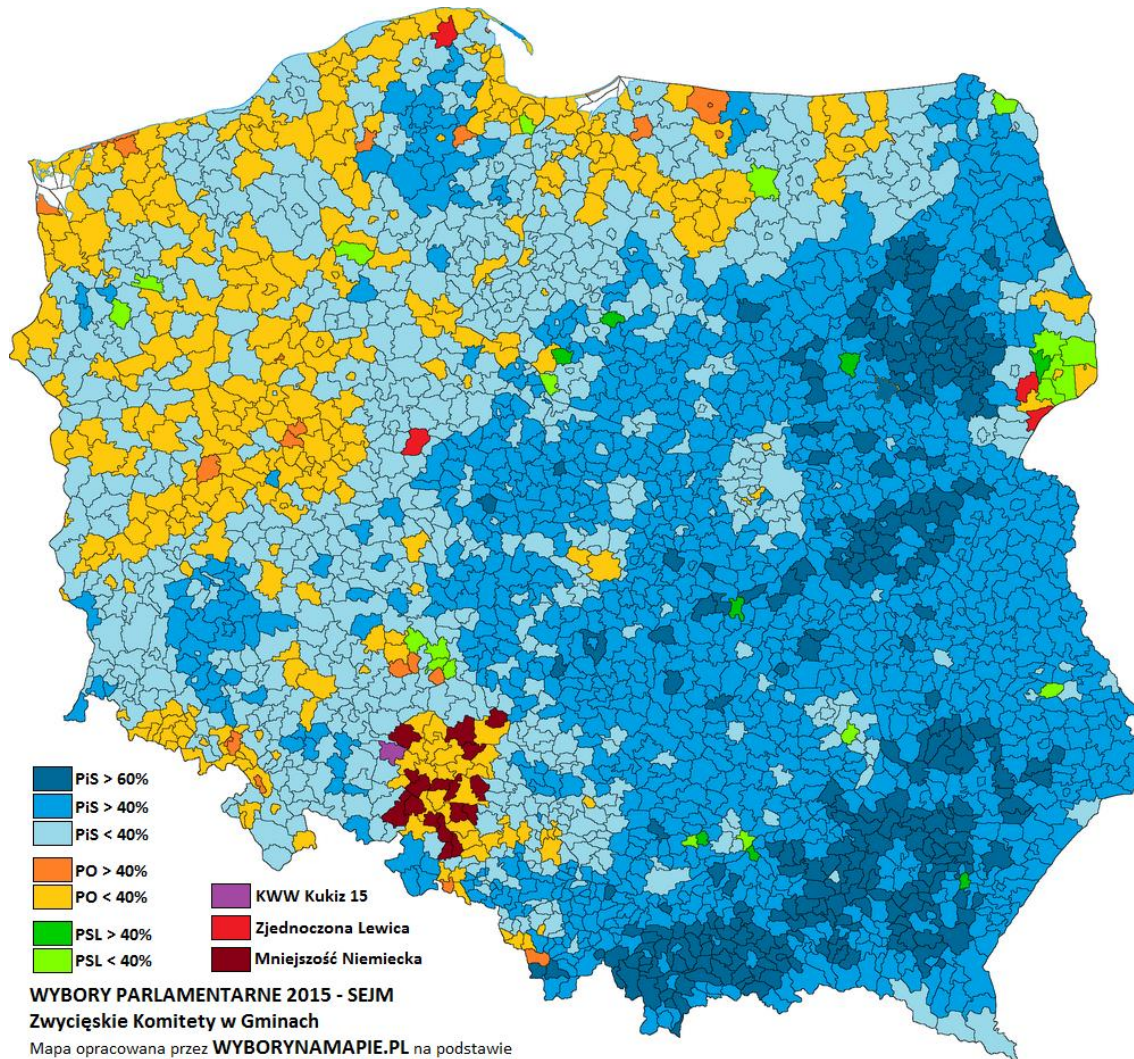 PiS > 60%
PiS > 40%
PiS < 40%
PO > 40%
PO < 40%
PSL > 40%
PSL < 40%
KWW Kukiz 15
Zjednoczona Lewica
Mniejszość Niemiecka
WYBORY PARLAMENTARNE 2015 - SEJM
Zwycięskie Komitety w Gminach
Mapa opracowana przez WYBORYNAMAPIE.PL na podstawie